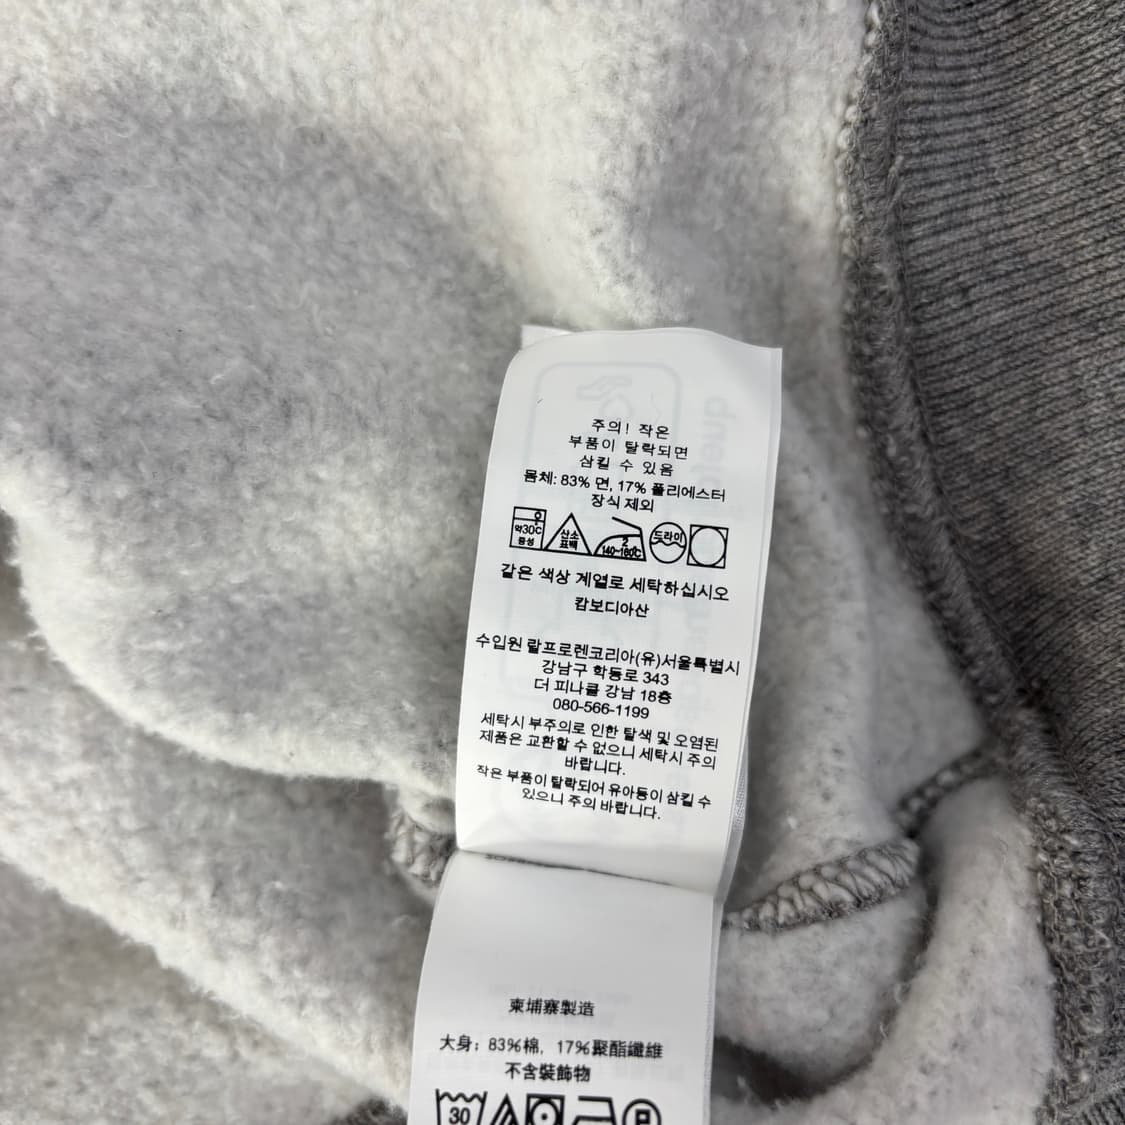 주의! 작은
부품이 탈락되면
삼킬 수 있음
몸체: 83% 면, 17% 폴리에스터
장식 제외
약30℃
중성
산소
표백
2
140~160℃
드라이
같은 색상 계열로 세탁하십시오
캄보디아산
수입원 랄프로렌코리아(유)서울특별시
강남구 학동로 343
더 피나클 강남 18층
080-566-1199
세탁시 부주의로 인한 탈색 및 오염된
제품은 교환할 수 없으니 세탁시 주의
바랍니다.
작은 부품이 탈락되어 유아등이 삼킬 수
있으니 주의 바랍니다.
柬埔寨製造
大身：83%棉，17%聚酯纖維
不含裝飾物
30
P